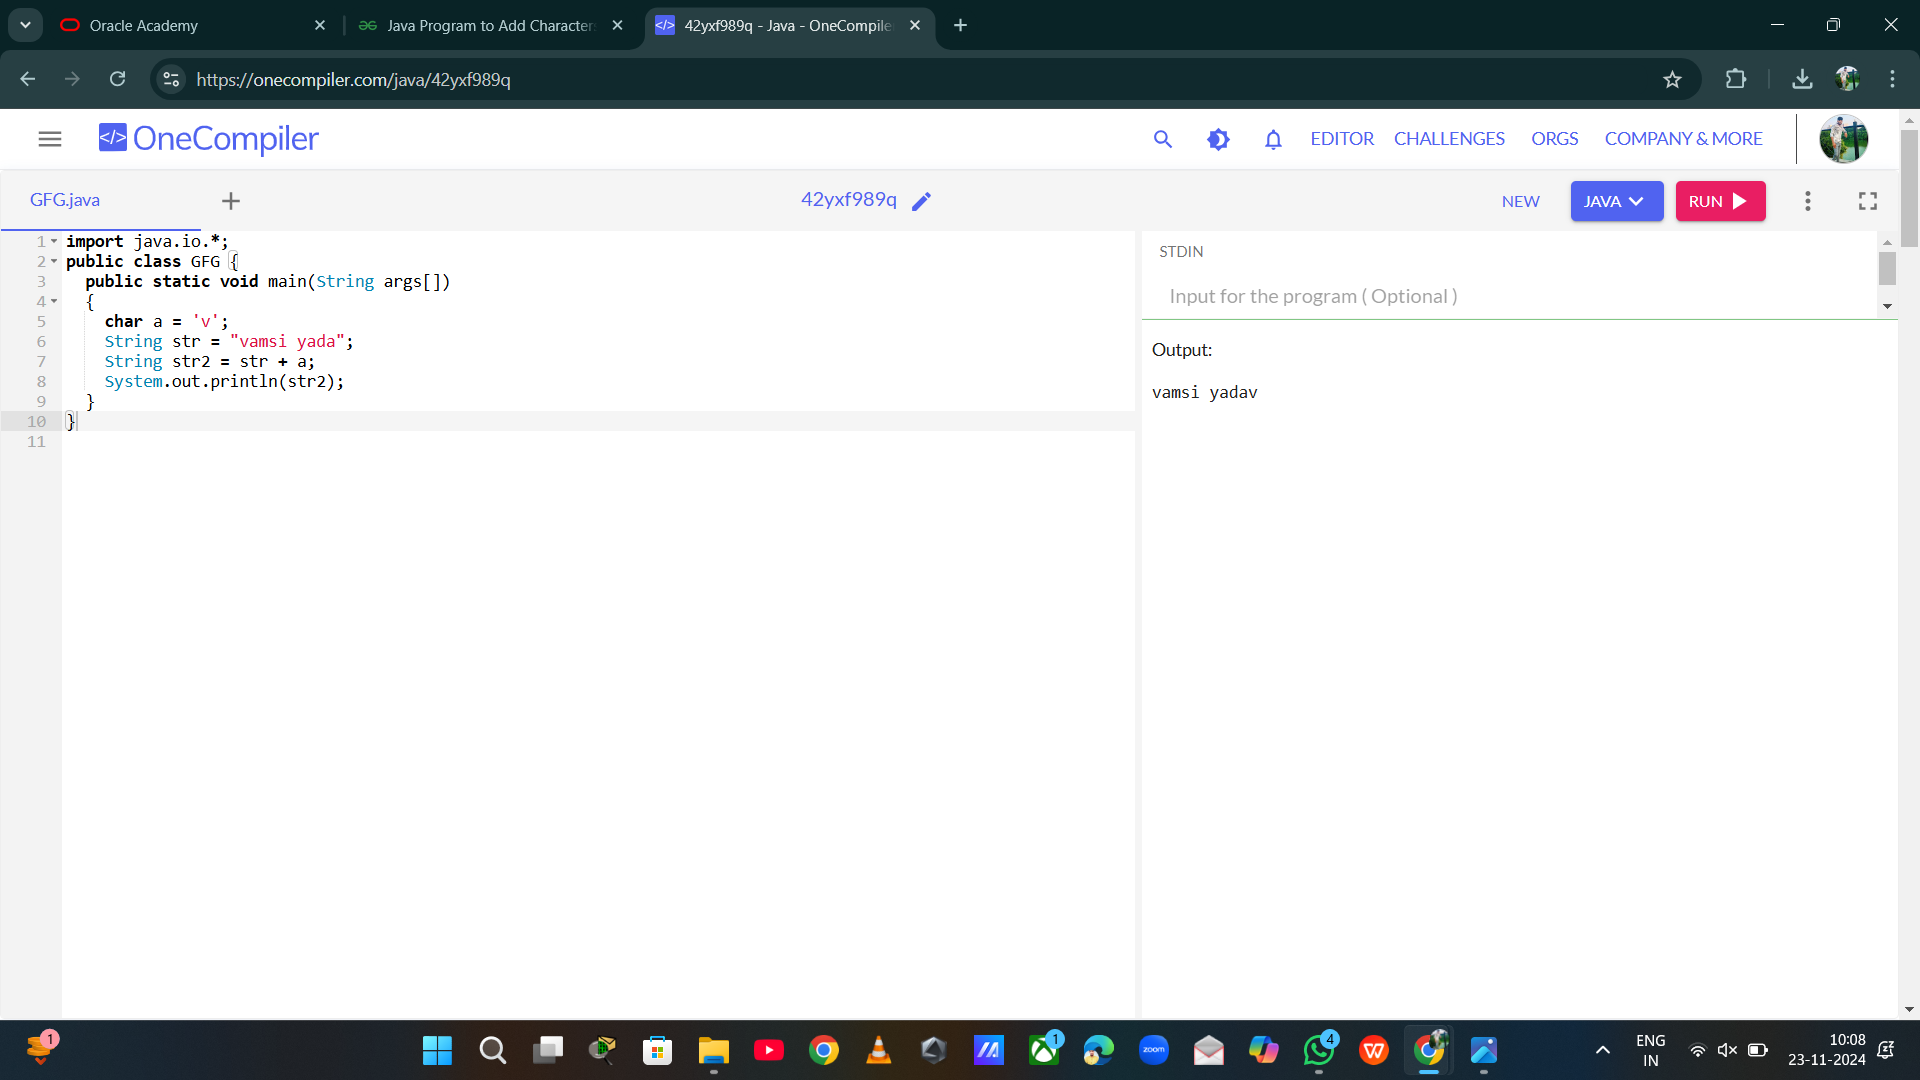 Oracle Academy
Java Program to Add Character
42yxf989q - Java - OneCompile
https://onecompiler.com/java/42yxf989q
</> OneCompiler
EDITOR CHALLENGES ORGS COMPANY & MORE
GFG.java
42yxf989q
NEW
JAVA
RUN
1 import java.io.*;
2 public class GFG {
3 public static void main(String args[])
4 {
5 char a = 'v';
6 String str = "vamsi yada";
7 String str2 = str + a;
8 System.out.println(str2);
9 }
10 }
11
STDIN
Input for the program ( Optional )
Output:
vamsi yadav
1
1
zoom
4
W
ENG
IN
10:08
23-11-2024